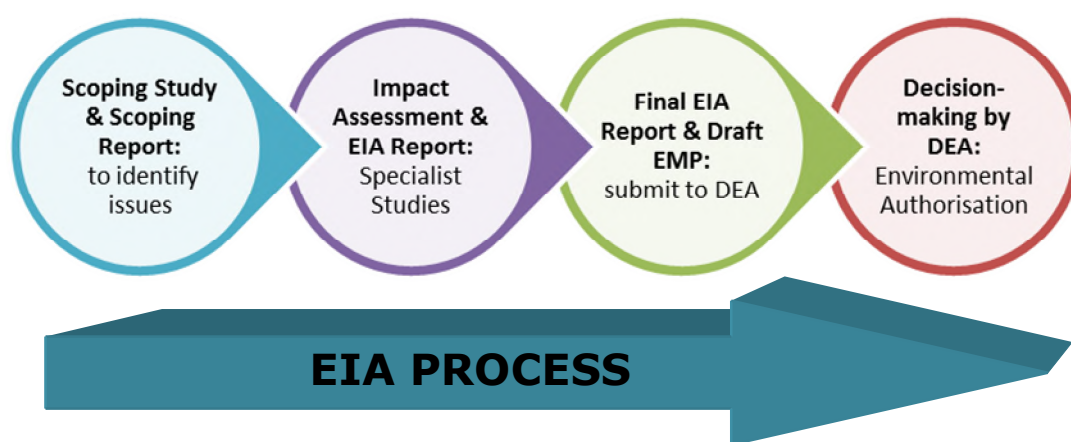 Scoping Study
& Scoping
Report:
to identify
issues
Impact
Assessment &
EIA Report:
Specialist
Studies
Final EIA
Report & Draft
EMP:
submit to DEA
Decision-
making by
DEA:
Environmental
Authorisation
EIA PROCESS